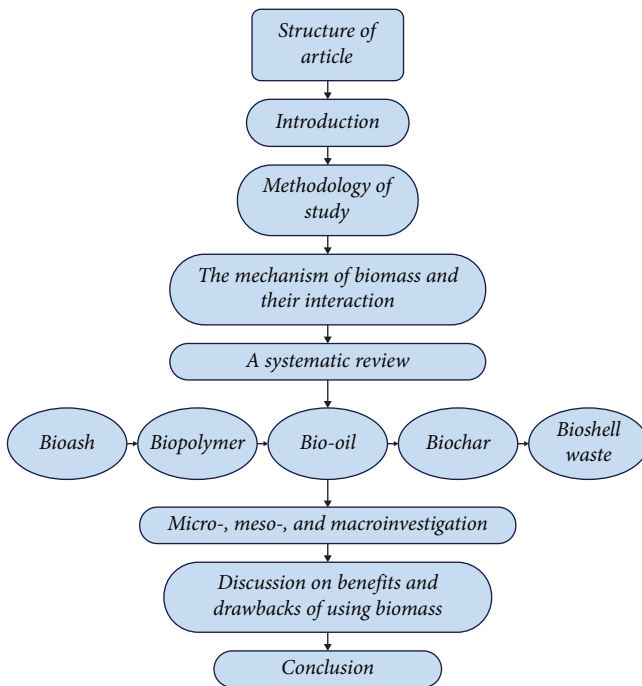 Structure of
article
Introduction
Methodology of
study
The mechanism of biomass and
their interaction
A systematic review
Bioash
Biopolymer
Bio-oil
Biochar
Bioshell
waste
Micro-, meso-, and macroinvestigation
Discussion on benefits and
drawbacks of using biomass
Conclusion